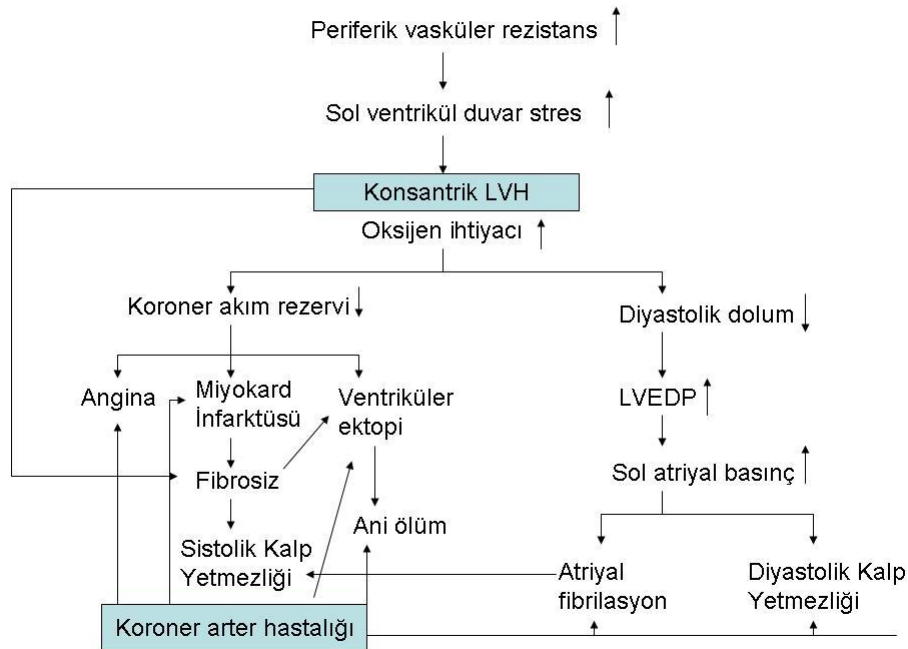 Periferik vasküler rezistans
Sol ventrikül duvar stres
Konsantrik LVH
Oksijen ihtiyacı
Koroner akım rezervi
Diyastolik dolum
Angina
Miyokard
İnfarktüsü
Ventriküler
ektopi
LVEDP
Fibrosiz
Sol atriyal basınç
Ani ölüm
Sistolik Kalp
Yetmezliği
Atriyal
fibrilasyon
Diyastolik Kalp
Yetmezliği
Koroner arter hastalığı